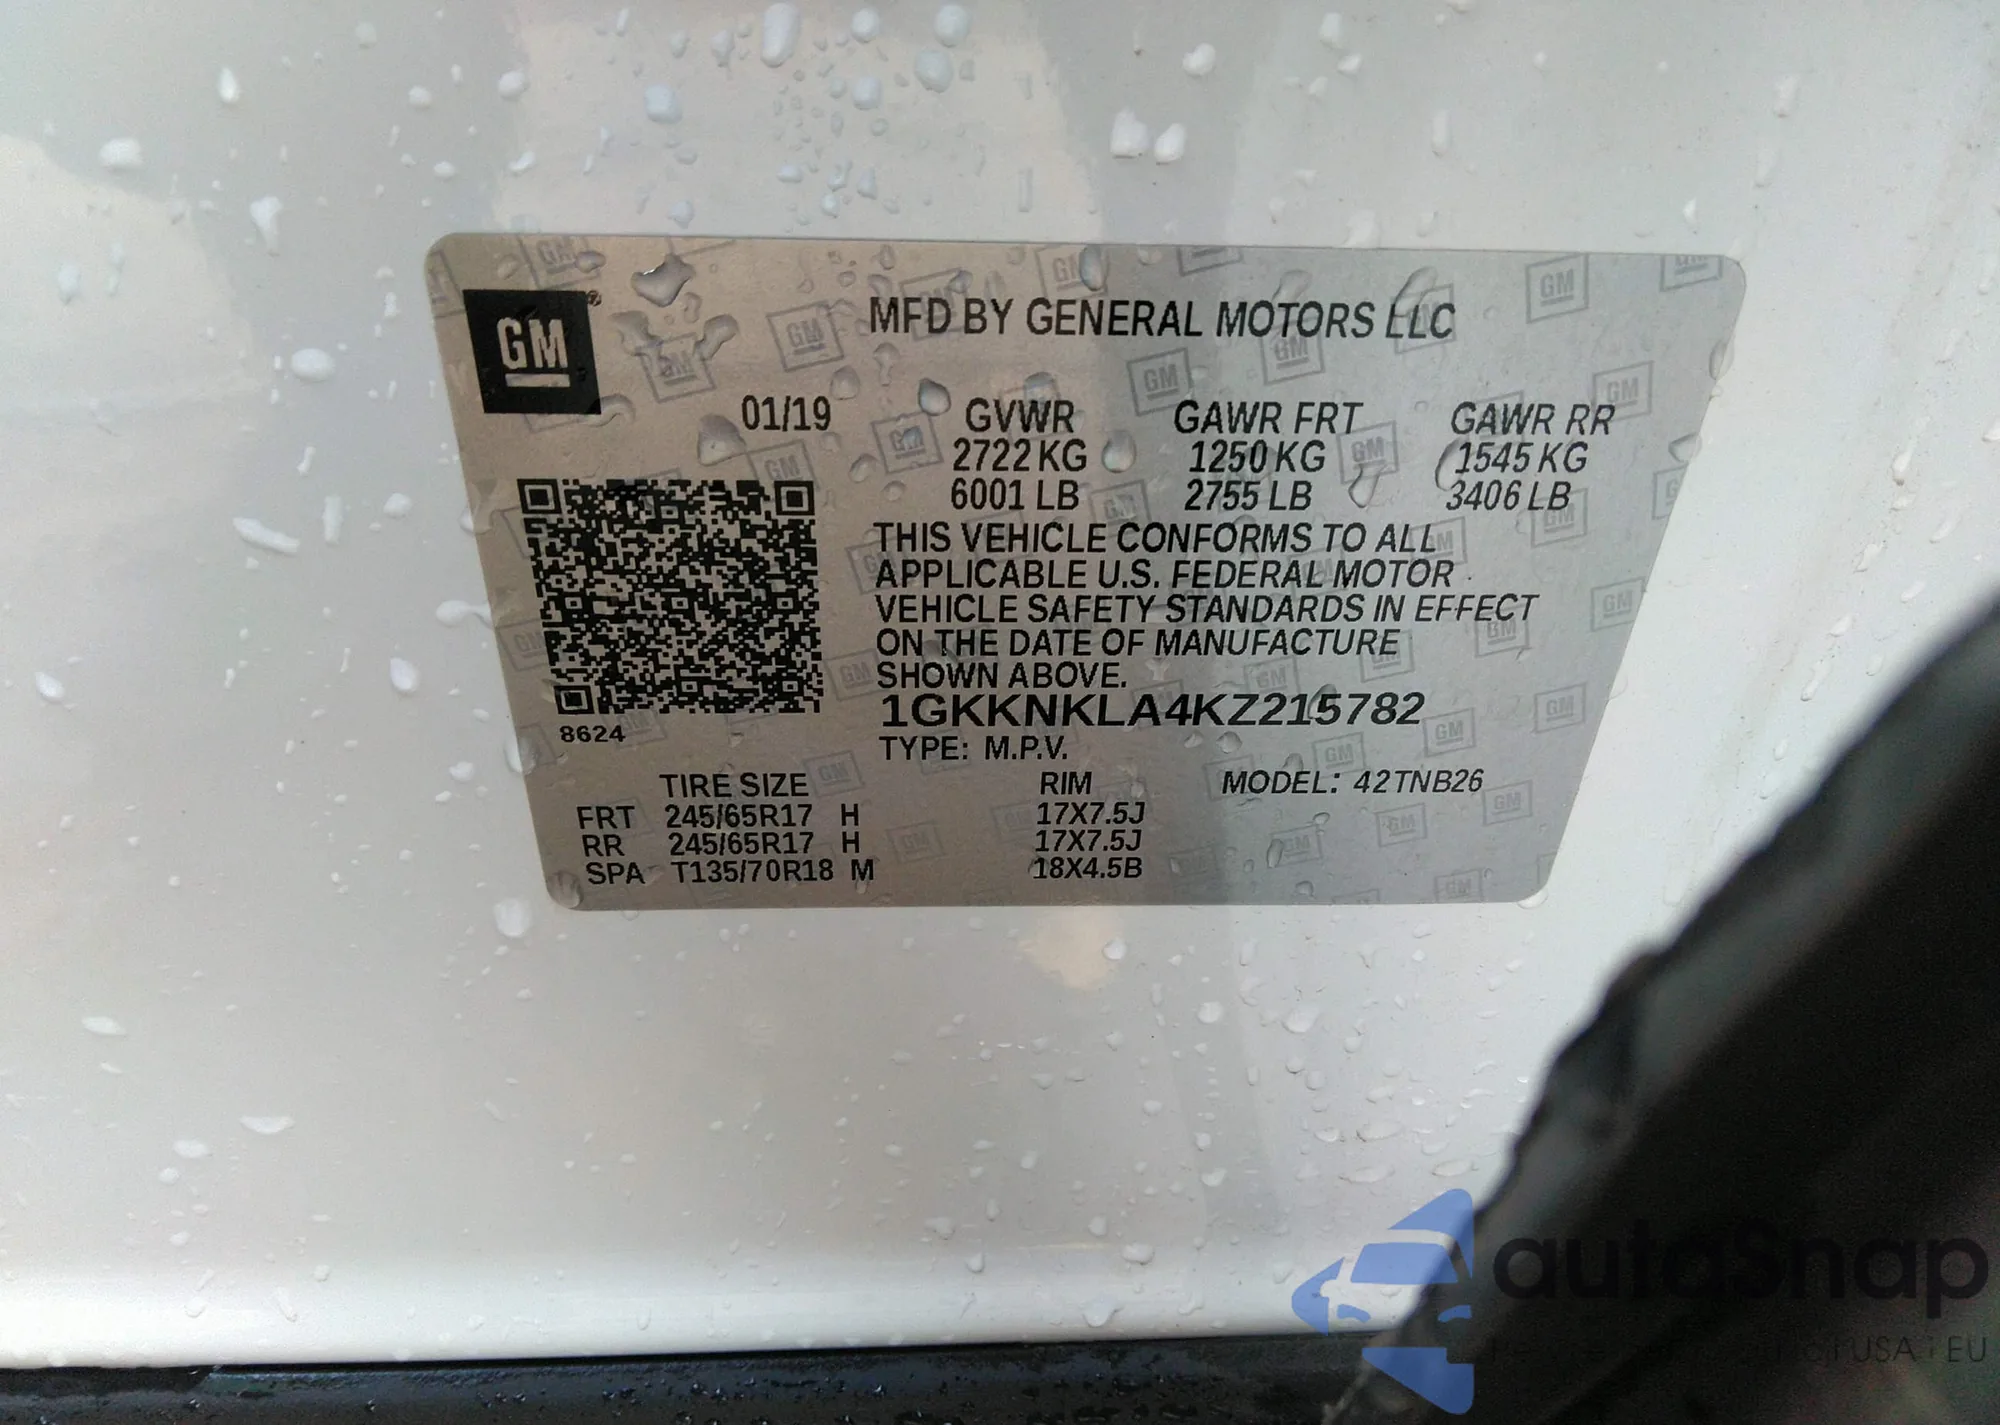 GM
MFD BY GENERAL MOTORS LLC
01/19 GVWR GAWR FRT GAWR RR
2722 KG 1250 KG 1545 KG
6001 LB 2755 LB 3406 LB
THIS VEHICLE CONFORMS TO ALL
APPLICABLE U.S. FEDERAL MOTOR
VEHICLE SAFETY STANDARDS IN EFFECT
ON THE DATE OF MANUFACTURE
SHOWN ABOVE.
1GKKNKLA4KZ215782
8624
TYPE: M.P.V.
TIRE SIZE RIM MODEL: 42TNB26
FRT 245/65R17 H 17X7.5J
RR 245/65R17 H 17X7.5J
SPA T135/70R18 M 18X4.5B
autoSnap
USA EU